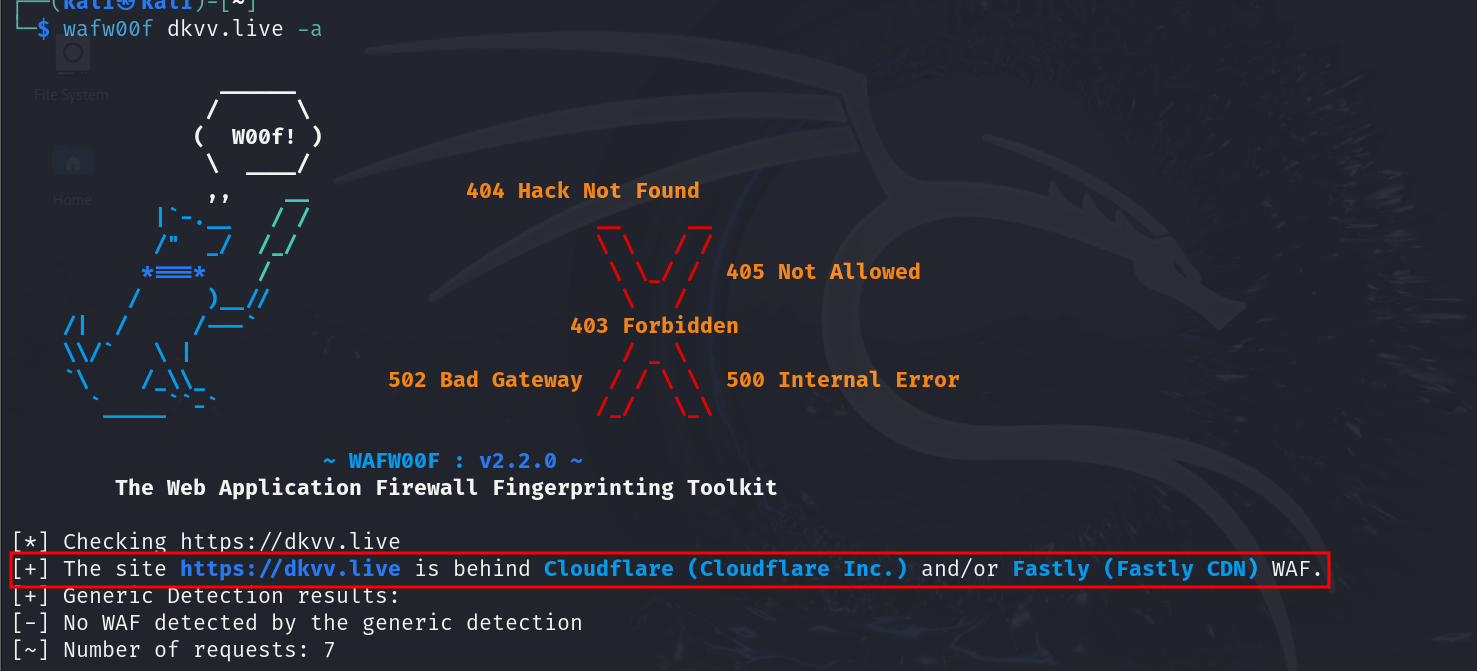 ┌──(kali㉿kali)-[~]
└─$ wafw00f dkvv.live -a
File System
W00f!
404 Hack Not Found
Home
405 Not Allowed
403 Forbidden
502 Bad Gateway 500 Internal Error
~ WAFW00F : v2.2.0 ~
The Web Application Firewall Fingerprinting Toolkit
[*] Checking https://dkvv.live
[+] The site https://dkvv.live is behind Cloudflare (Cloudflare Inc.) and/or Fastly (Fastly CDN) WAF.
[+] Generic Detection results:
[-] No WAF detected by the generic detection
[~] Number of requests: 7